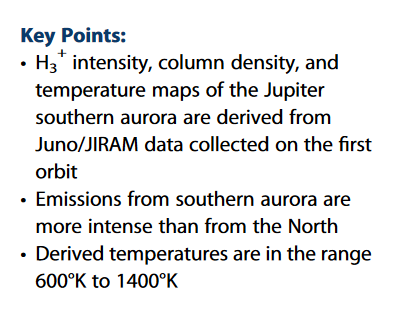 Key Points:
• H₃⁺ intensity, column density, and
temperature maps of the Jupiter
southern aurora are derived from
Juno/JIRAM data collected on the first
orbit
• Emissions from southern aurora are
more intense than from the North
• Derived temperatures are in the range
600°K to 1400°K